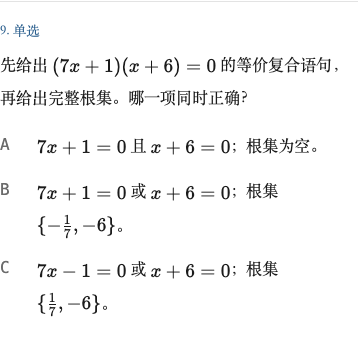 9. 单选
先给出 (7x + 1)(x + 6) = 0 的等价复合语句，
再给出完整根集。哪一项同时正确？
A 7x + 1 = 0 且 x + 6 = 0；根集为空。
B 7x + 1 = 0 或 x + 6 = 0；根集
{−1/7, −6}。
C 7x − 1 = 0 或 x + 6 = 0；根集
{1/7, −6}。